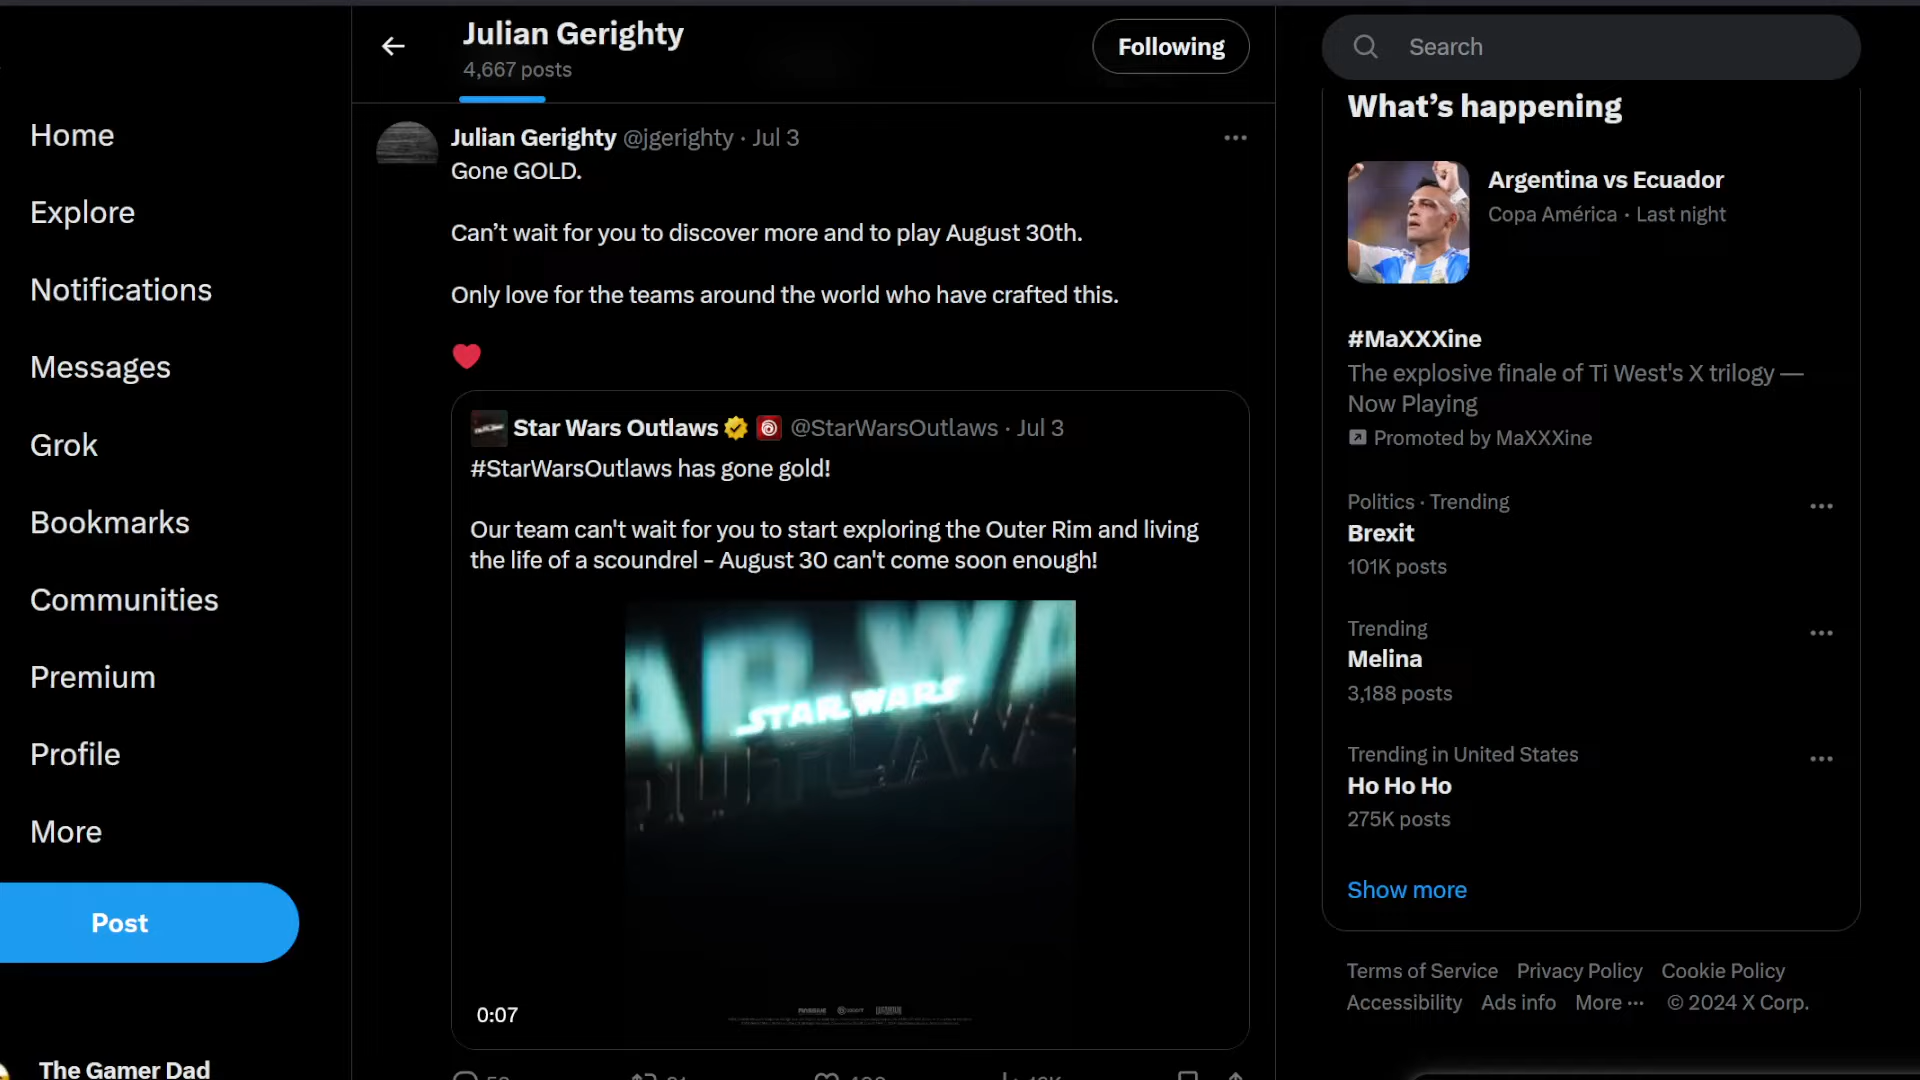 Julian Gerighty
4,667 posts
Following
Search
Home
Explore
Notifications
Messages
Grok
Bookmarks
Communities
Premium
Profile
More
Post
The Gamer Dad
Julian Gerighty @jgerighty · Jul 3
Gone GOLD.
Can’t wait for you to discover more and to play August 30th.
Only love for the teams around the world who have crafted this.
Star Wars Outlaws @StarWarsOutlaws · Jul 3
#StarWarsOutlaws has gone gold!
Our team can't wait for you to start exploring the Outer Rim and living
the life of a scoundrel - August 30 can't come soon enough!
STAR WARS
0:07
What’s happening
Argentina vs Ecuador
Copa América · Last night
#MaXXXine
The explosive finale of Ti West's X trilogy —
Now Playing
Promoted by MaXXXine
Politics · Trending
Brexit
101K posts
Trending
Melina
3,188 posts
Trending in United States
Ho Ho Ho
275K posts
Show more
Terms of Service Privacy Policy Cookie Policy
Accessibility Ads info More ··· © 2024 X Corp.